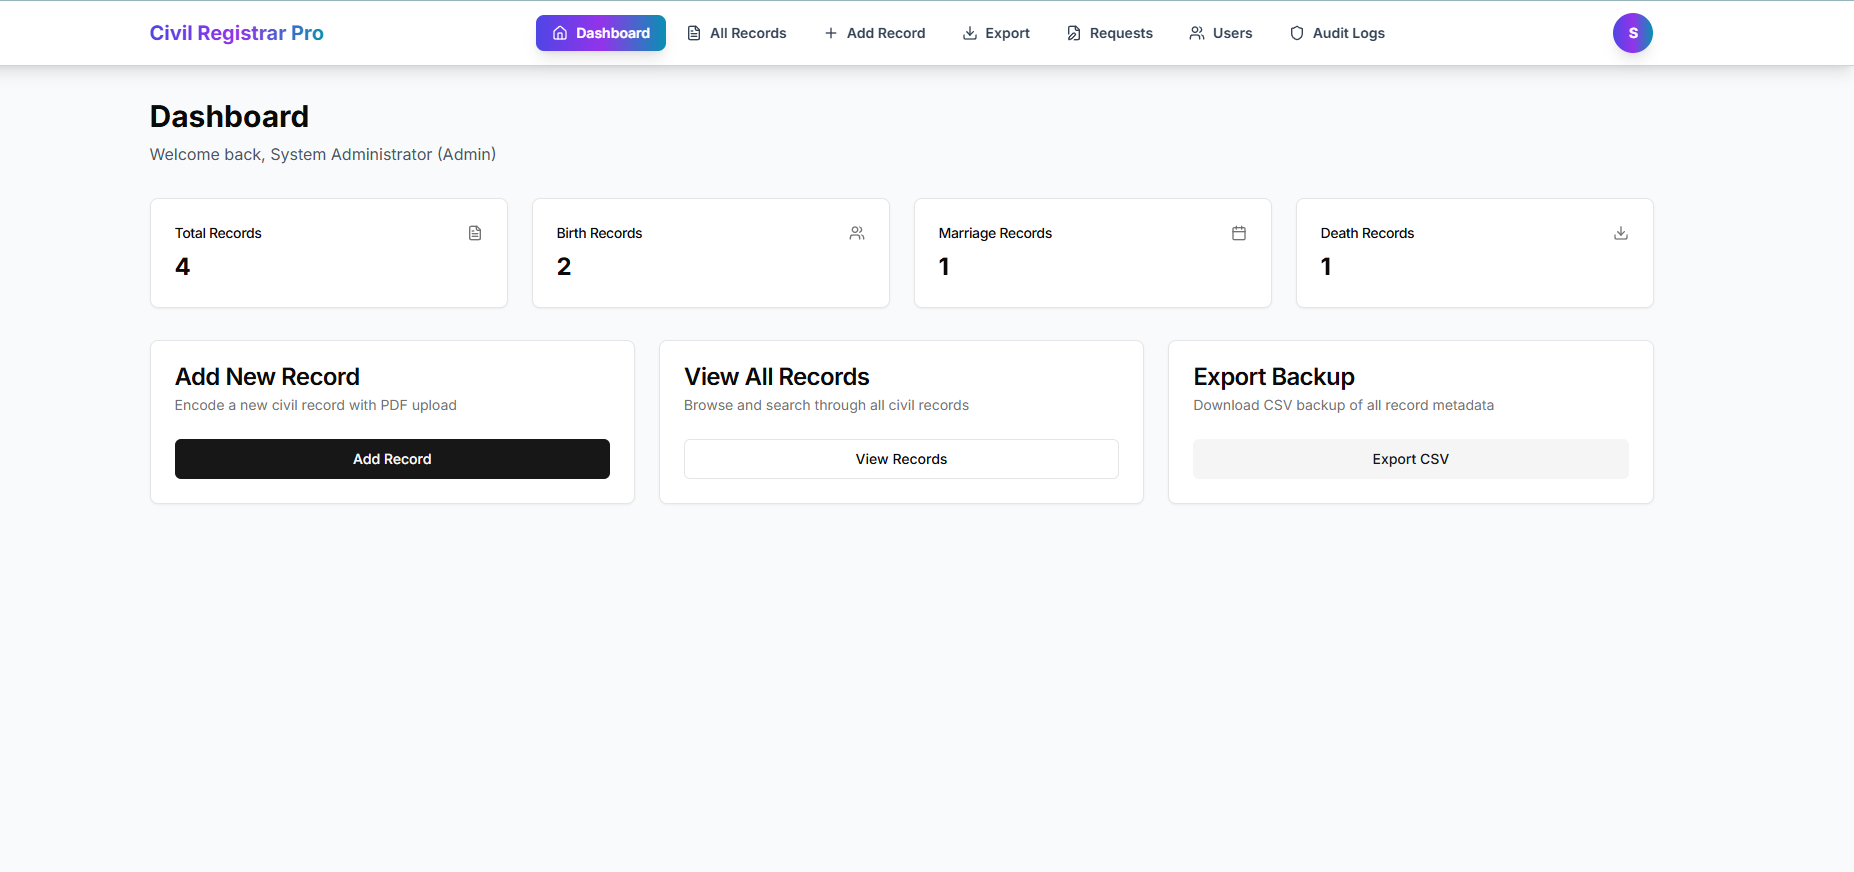 Civil Registrar Pro
Dashboard
All Records
Add Record
Export
Requests
Users
Audit Logs
S
Dashboard
Welcome back, System Administrator (Admin)
Total Records
4
Birth Records
2
Marriage Records
1
Death Records
1
Add New Record
Encode a new civil record with PDF upload
Add Record
View All Records
Browse and search through all civil records
View Records
Export Backup
Download CSV backup of all record metadata
Export CSV